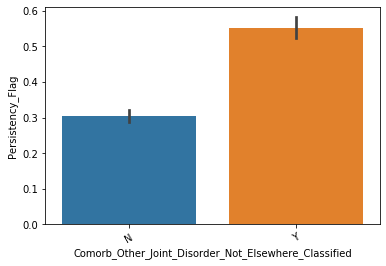 0.6
0.5
0.4
0.3
0.2
0.1
0.0
Persistency_Flag
N
Y
Comorb_Other_Joint_Disorder_Not_Elsewhere_Classified